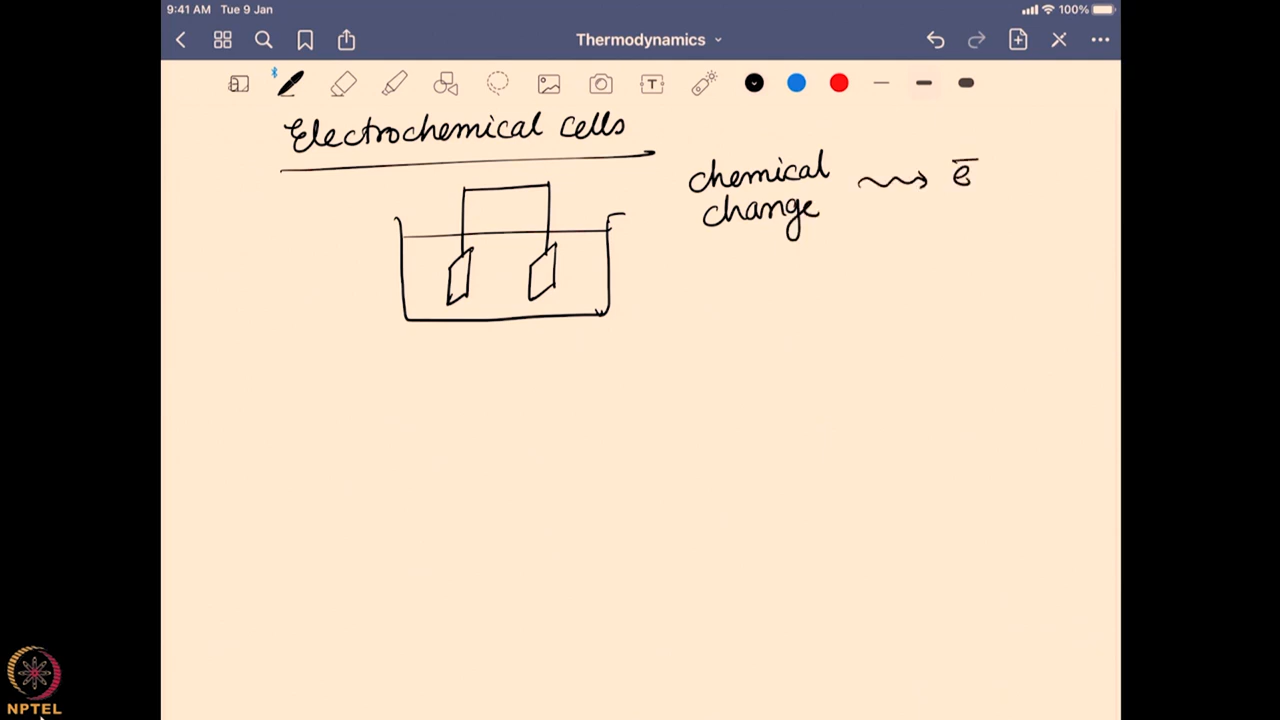 9:41 AM Tue 9 Jan
100%
Thermodynamics
T
Electrochemical cells
chemical
change
e̅
NPTEL